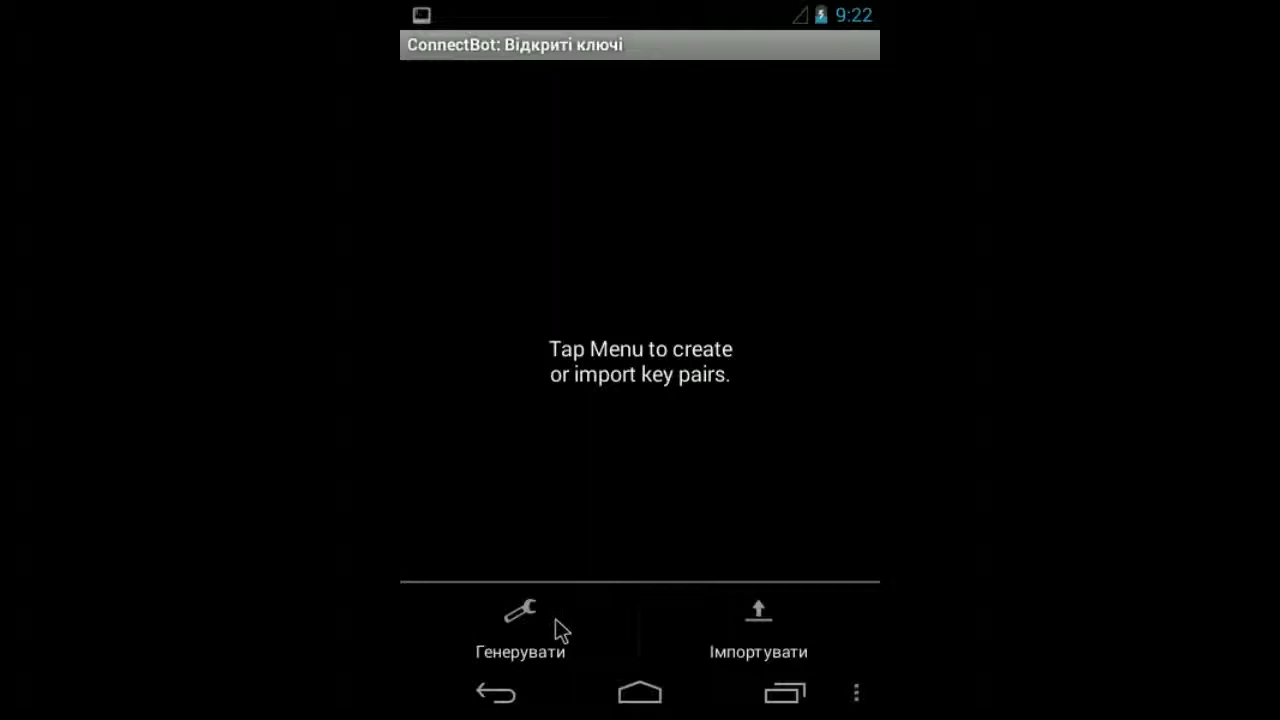 9:22
ConnectBot: Відкриті ключі
Tap Menu to create
or import key pairs.
Генерувати
Імпортувати